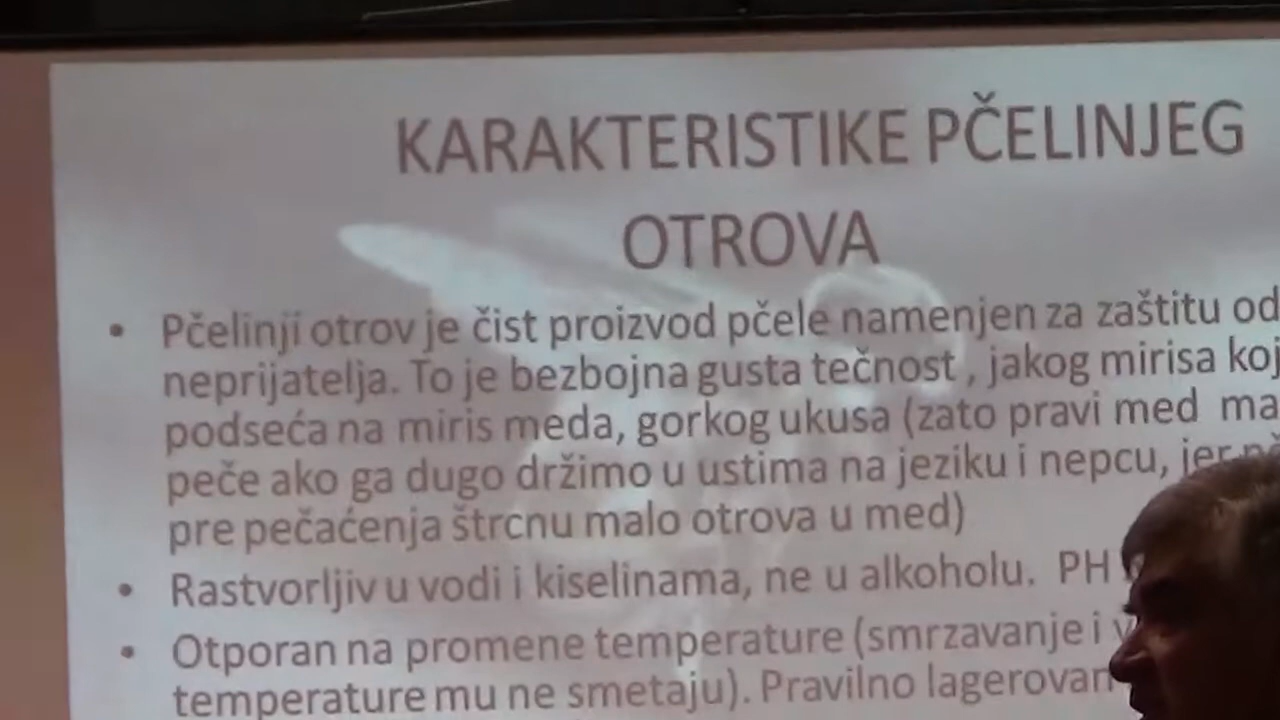 KARAKTERISTIKE PČELINJEG
OTROVA
• Pčelinji otrov je čist proizvod pčele namenjen za zaštitu od
neprijatelja. To je bezbojna gusta tečnost , jakog mirisa
podseća na miris meda, gorkog ukusa (zato pravi med
peče ako ga dugo držimo u ustima na jeziku i nepcu, jer
pre pečaćenja štrcnu malo otrova u med)
• Rastvorljiv u vodi i kiselinama, ne u alkoholu. PH
• Otporan na promene temperature (smrzavanje i
temperature mu ne smetaju). Pravilno